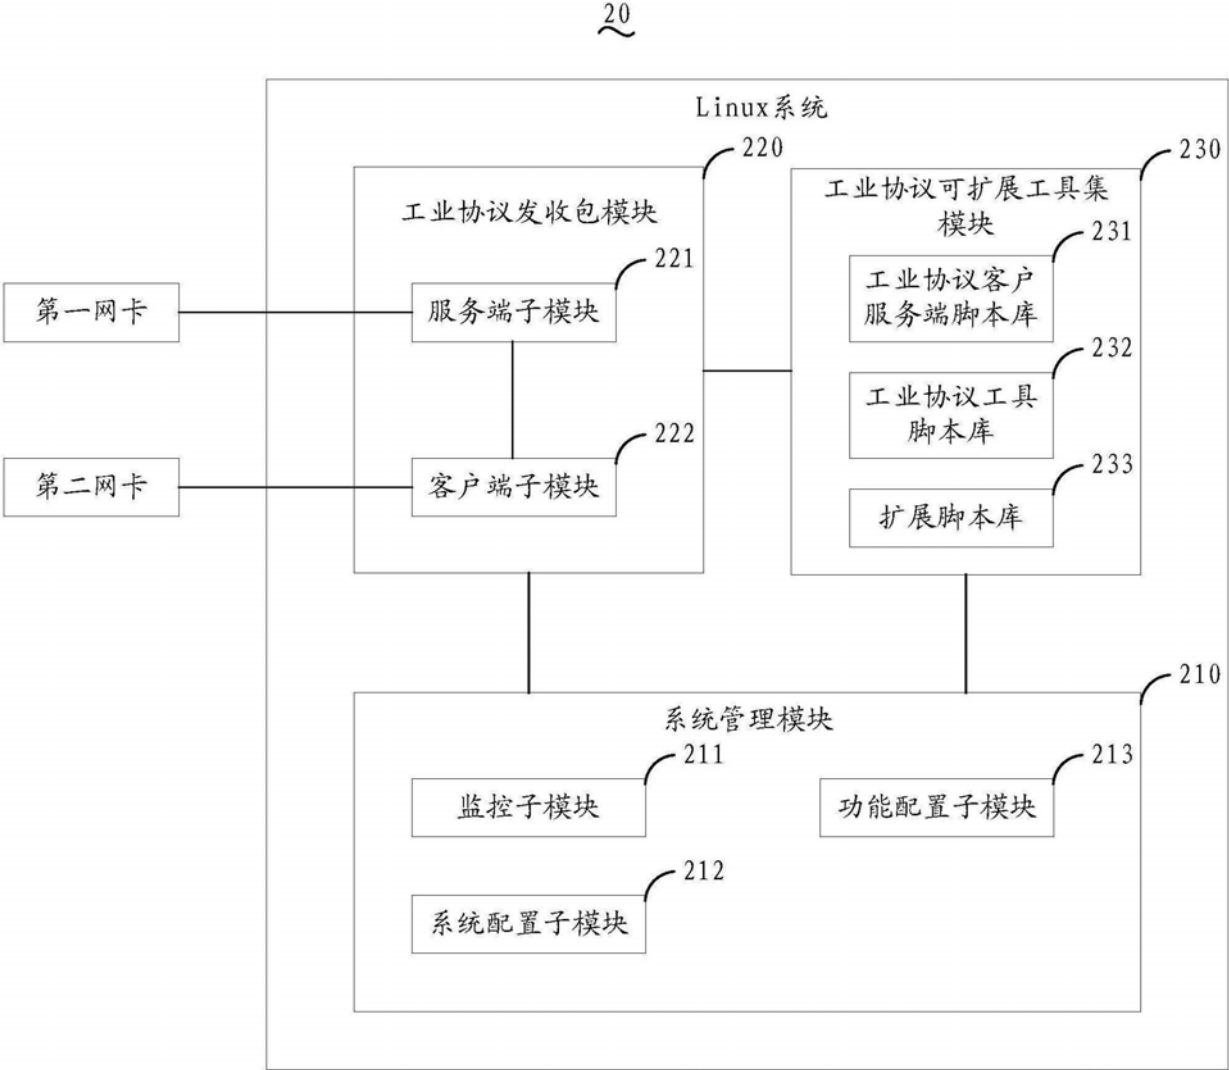 20
Linux系统
220
工业协议发收包模块
221
服务端子模块
222
客户端子模块
第一网卡
第二网卡
230
工业协议可扩展工具集
模块
231
工业协议客户
服务端脚本库
232
工业协议工具
脚本库
233
扩展脚本库
210
系统管理模块
211
监控子模块
213
功能配置子模块
212
系统配置子模块